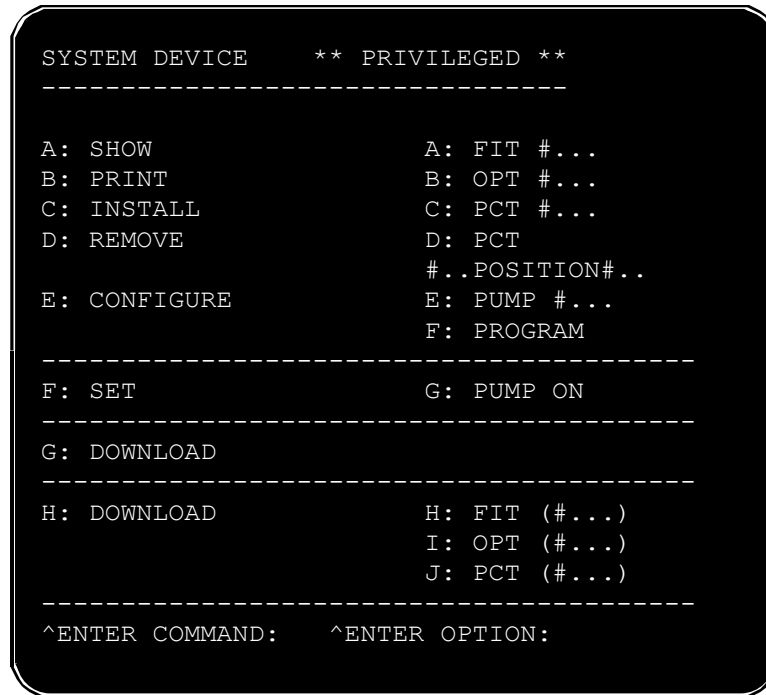 SYSTEM DEVICE    ** PRIVILEGED **
---------------------------------
A: SHOW                 A: FIT #...
B: PRINT                B: OPT #...
C: INSTALL              C: PCT #...
D: REMOVE               D: PCT
                        #..POSITION#..
E: CONFIGURE            E: PUMP #...
                        F: PROGRAM
-----------------------------------------
F: SET                  G: PUMP ON
-----------------------------------------
G: DOWNLOAD
-----------------------------------------
H: DOWNLOAD             H: FIT (#...)
                        I: OPT (#...)
                        J: PCT (#...)
-----------------------------------------
^ENTER COMMAND:   ^ENTER OPTION: